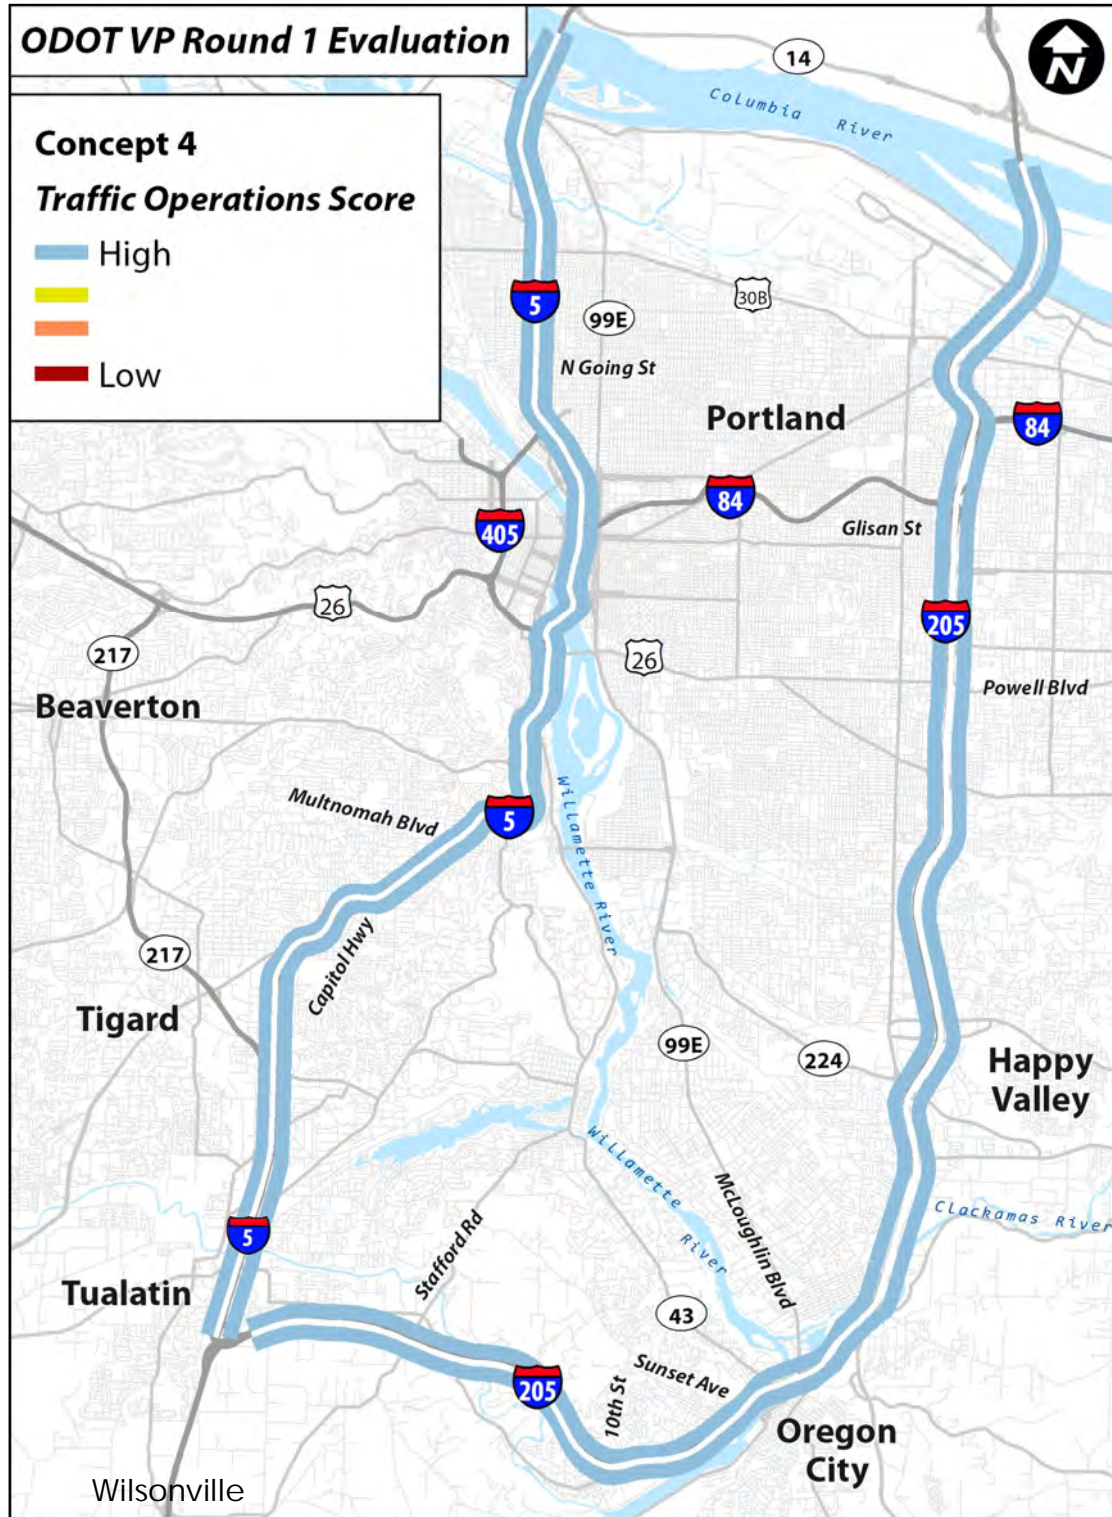 ODOT VP Round 1 Evaluation
Concept 4
Traffic Operations Score
High
Low
N
14
Columbia River
5
99E
30B
N Going St
Portland
84
84
405
Glisan St
26
217
26
205
Beaverton
Powell Blvd
Multnomah Blvd
5
Willamette River
Capitol Hwy
217
Tigard
99E
224
Happy
Valley
Willamette River
McLoughlin Blvd
Clackamas River
Stafford Rd
5
Tualatin
43
Sunset Ave
205
10th St
Oregon
City
Wilsonville